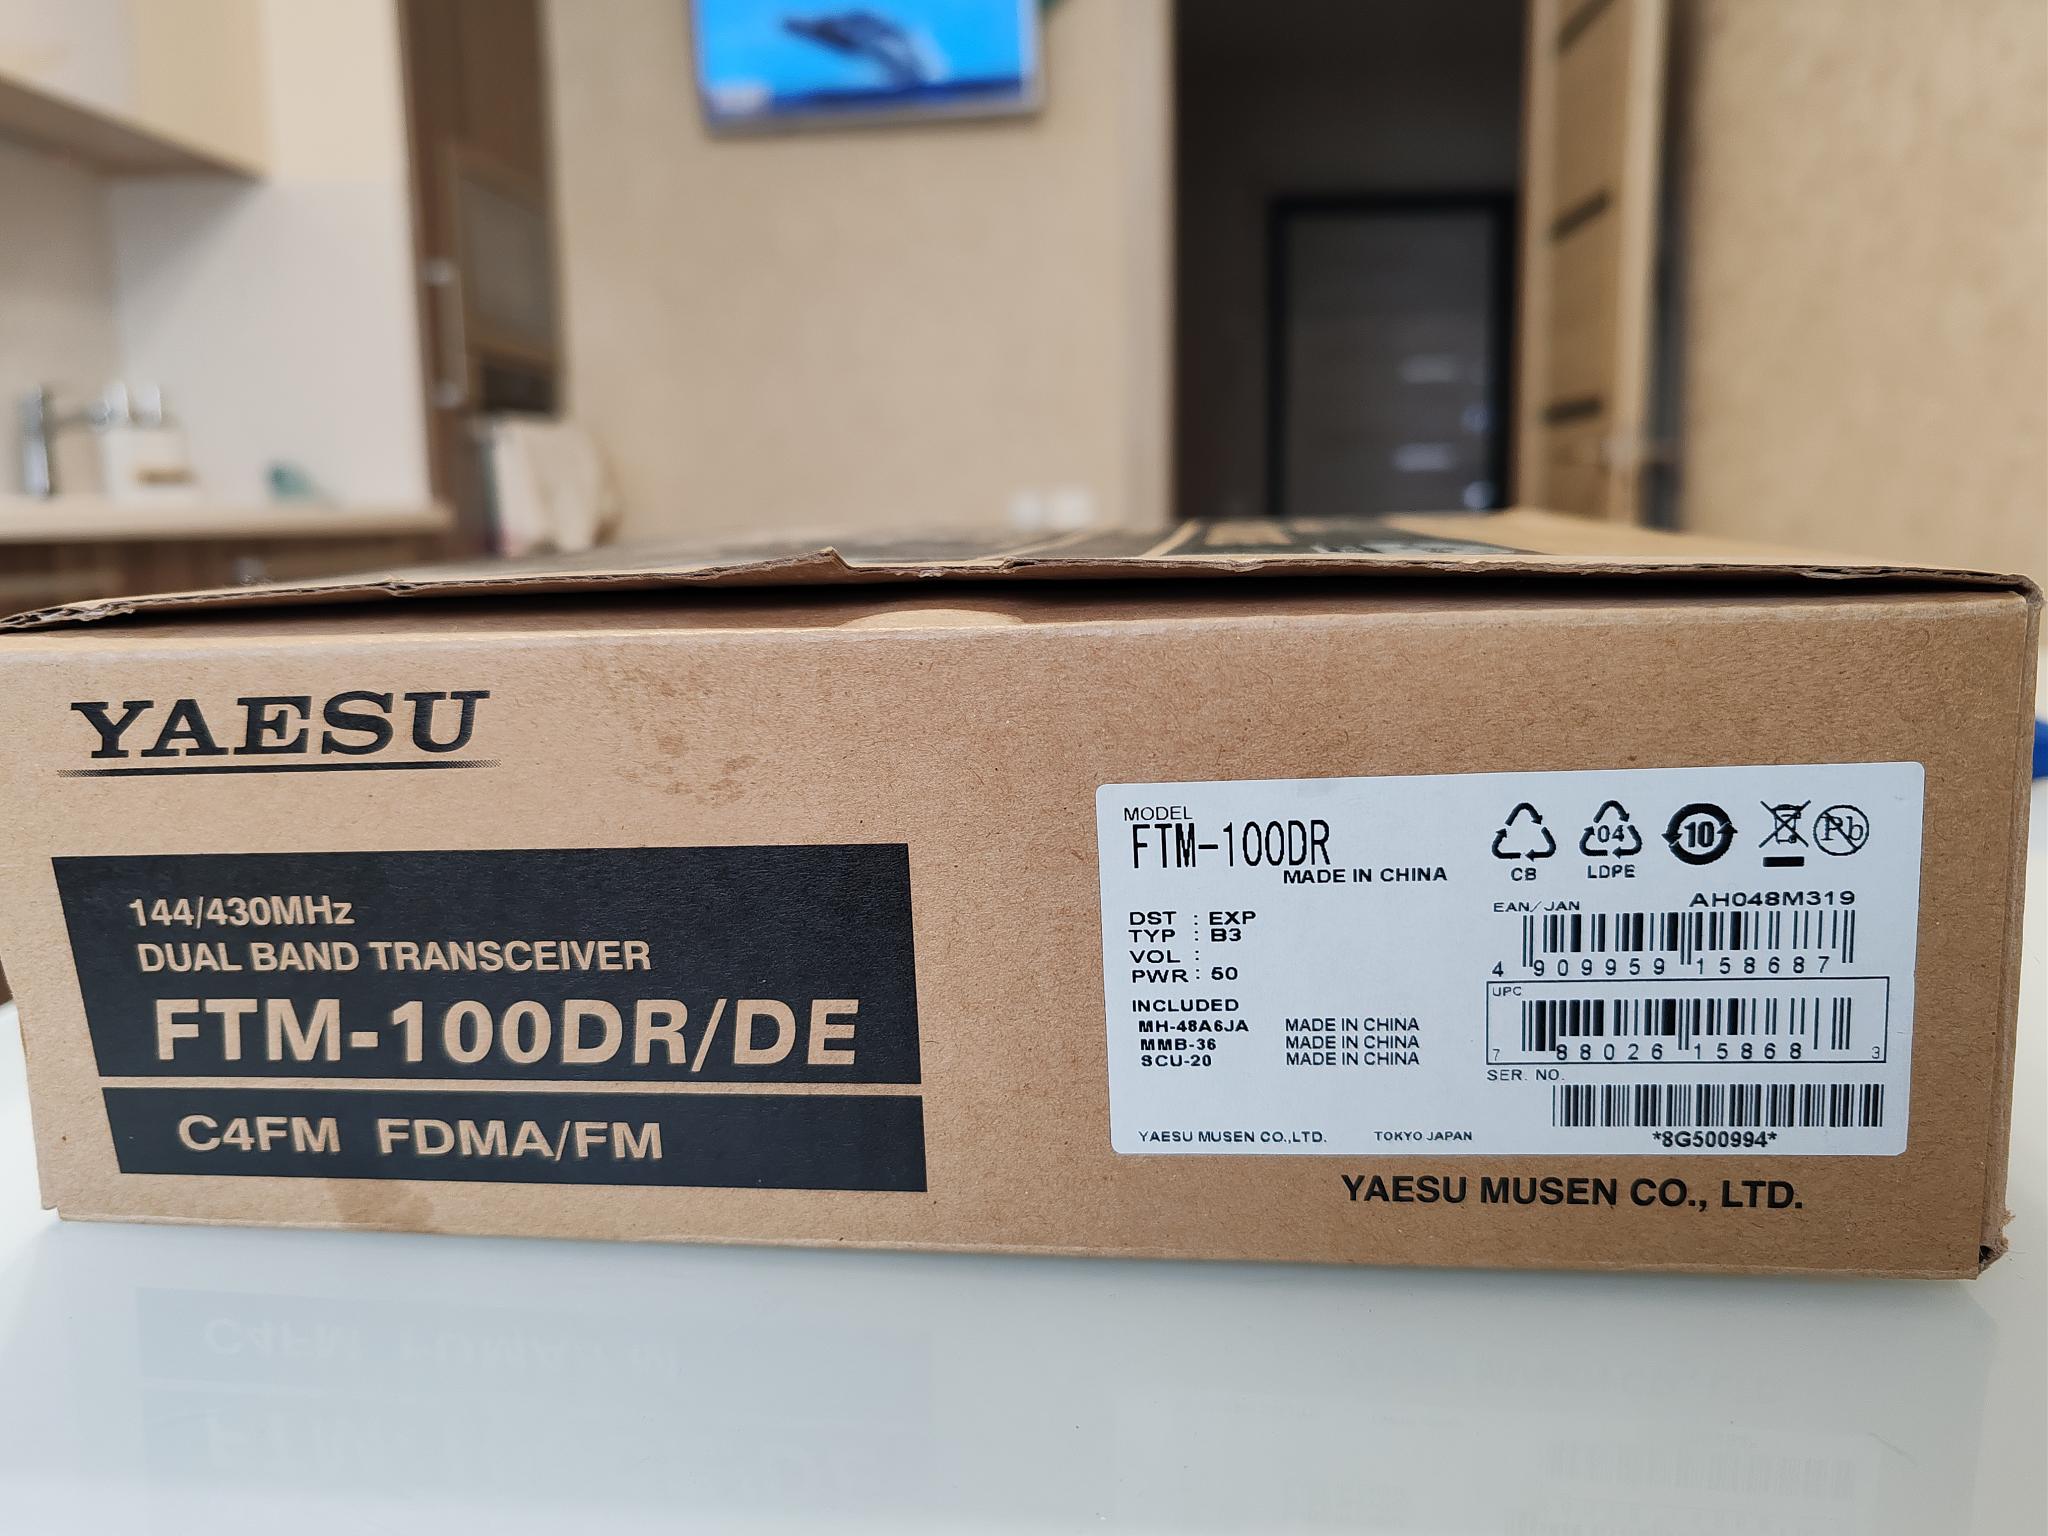 YAESU
144/430MHz
DUAL BAND TRANSCEIVER
FTM-100DR/DE
C4FM FDMA/FM
MODEL
FTM-100DR
MADE IN CHINA
CB
04
LDPE
10
Pb
DST : EXP
TYP : B3
VOL :
PWR : 50
INCLUDED
MH-48A6JA MADE IN CHINA
MMB-36 MADE IN CHINA
SCU-20 MADE IN CHINA
YAESU MUSEN CO.,LTD. TOKYO JAPAN
EAN/JAN AH048M319
4 909959 158687
UPC
7 88026 15868 3
SER. NO.
*8G500994*
YAESU MUSEN CO., LTD.